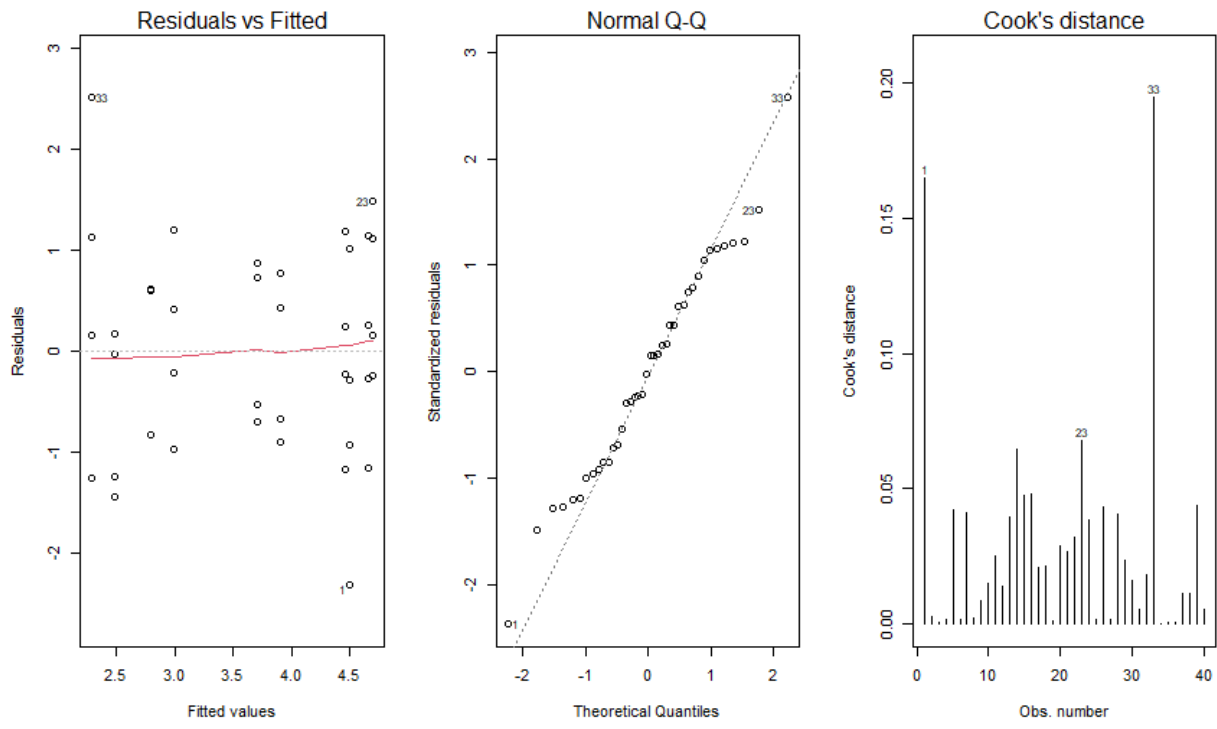 Residuals vs Fitted
Residuals
3
2
1
0
-1
-2
33
23
1
2.5 3.0 3.5 4.0 4.5
Fitted values
Normal Q-Q
Standardized residuals
3
2
1
0
-1
-2
33
23
1
-2 -1 0 1 2
Theoretical Quantiles
Cook's distance
Cook's distance
0.20
0.15
0.10
0.05
0.00
33
1
23
0 10 20 30 40
Obs. number